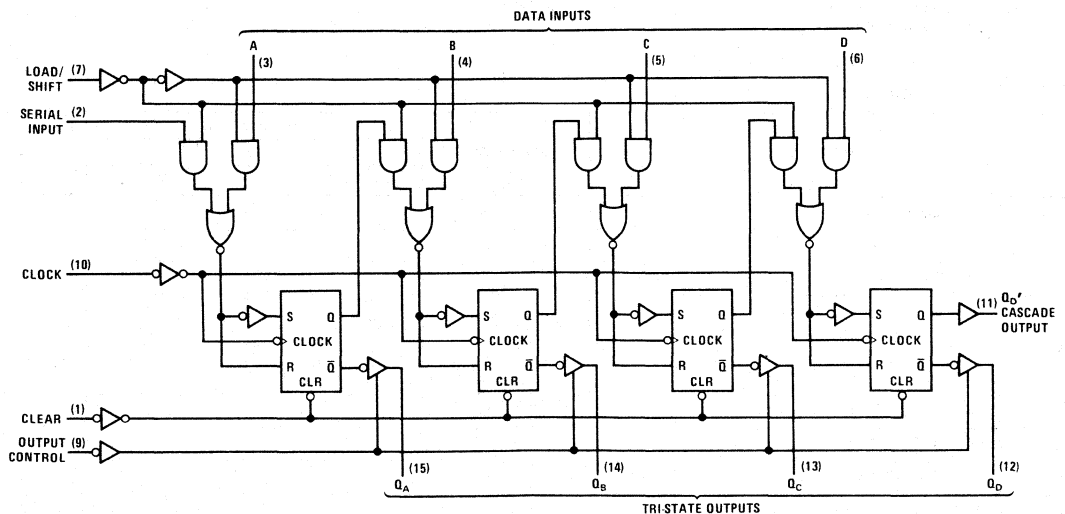 DATA INPUTS
A
B
C
D
(3)
(4)
(5)
(6)
LOAD/
SHIFT
(7)
SERIAL
INPUT
(2)
CLOCK
(10)
S Q
CLOCK
R Q̅
CLR
S Q
CLOCK
R Q̅
CLR
S Q
CLOCK
R Q̅
CLR
S Q
CLOCK
R Q̅
CLR
(11)
Q_D'
CASCADE
OUTPUT
CLEAR (1)
OUTPUT
CONTROL
(9)
(15)
(14)
(13)
(12)
Q_A
Q_B
Q_C
Q_D
TRI-STATE OUTPUTS